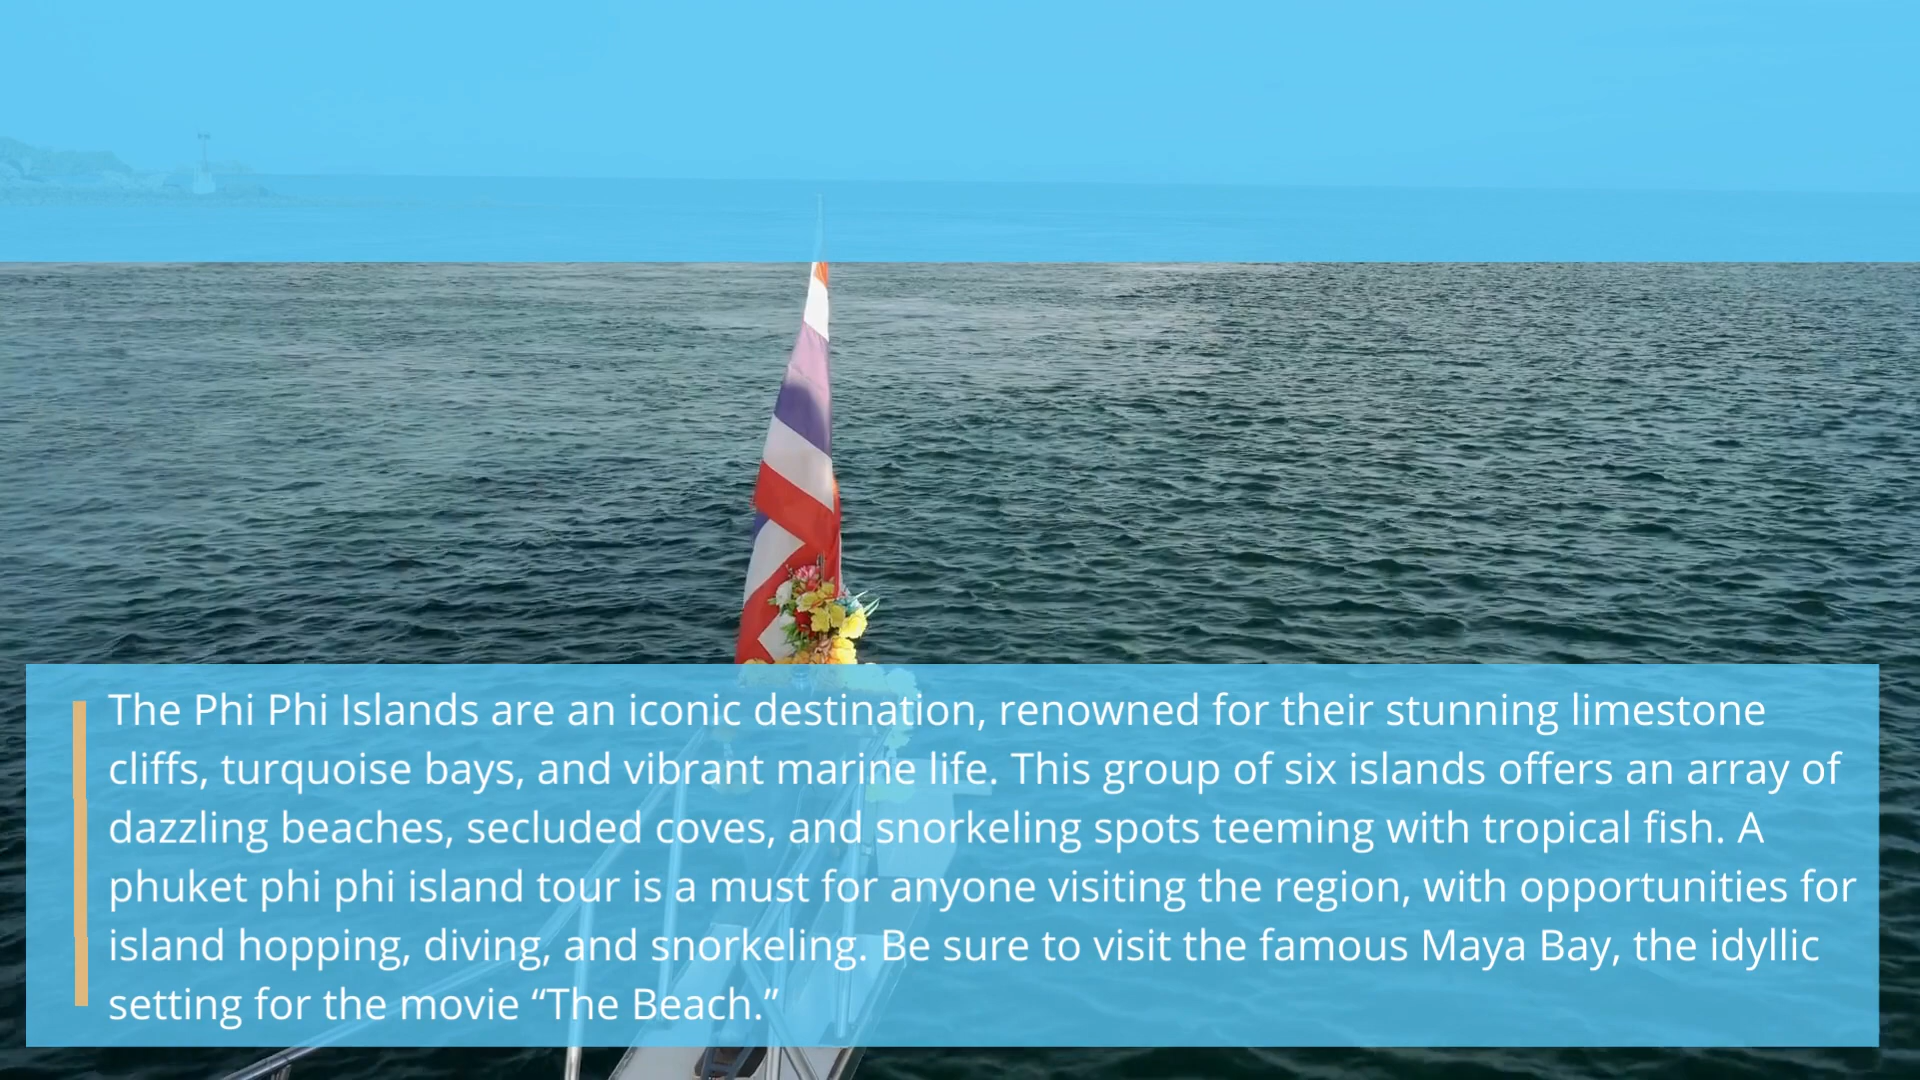 The Phi Phi Islands are an iconic destination, renowned for their stunning limestone
cliffs, turquoise bays, and vibrant marine life. This group of six islands offers an array of
dazzling beaches, secluded coves, and snorkeling spots teeming with tropical fish. A
phuket phi phi island tour is a must for anyone visiting the region, with opportunities for
island hopping, diving, and snorkeling. Be sure to visit the famous Maya Bay, the idyllic
setting for the movie “The Beach.”